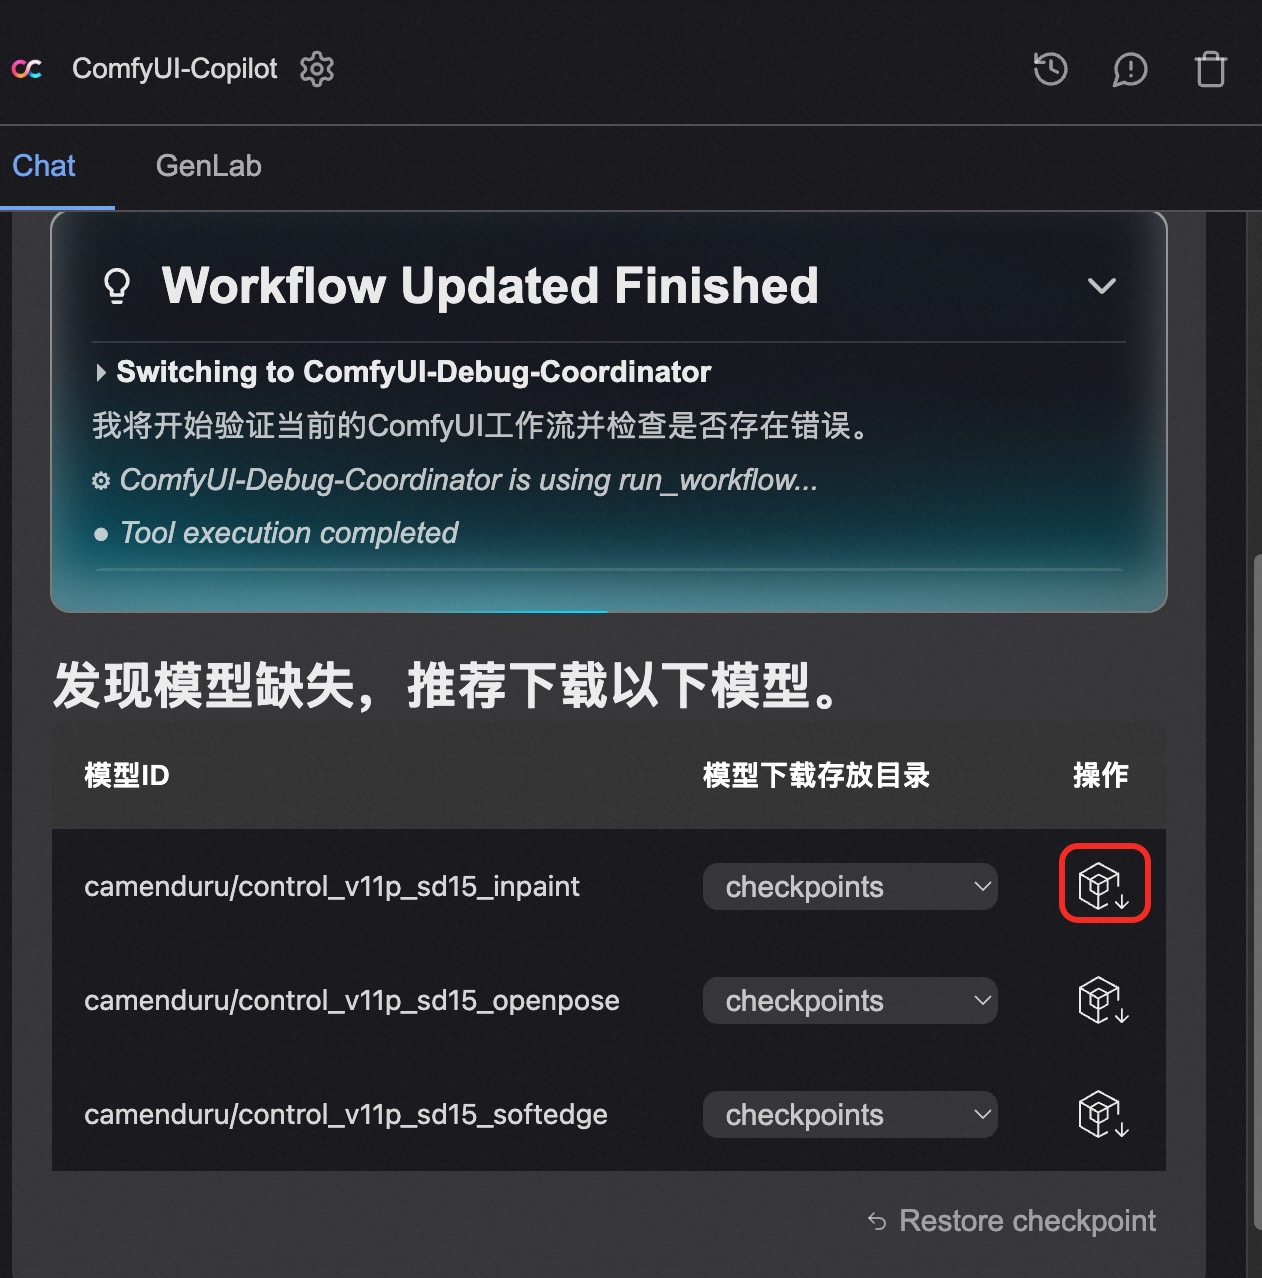 ComfyUI-Copilot
Chat GenLab
Workflow Updated Finished
Switching to ComfyUI-Debug-Coordinator
我将开始验证当前的ComfyUI工作流并检查是否存在错误。
ComfyUI-Debug-Coordinator is using run_workflow...
Tool execution completed
发现模型缺失，推荐下载以下模型。
模型ID 模型下载存放目录 操作
camenduru/control_v11p_sd15_inpaint checkpoints
camenduru/control_v11p_sd15_openpose checkpoints
camenduru/control_v11p_sd15_softedge checkpoints
Restore checkpoint